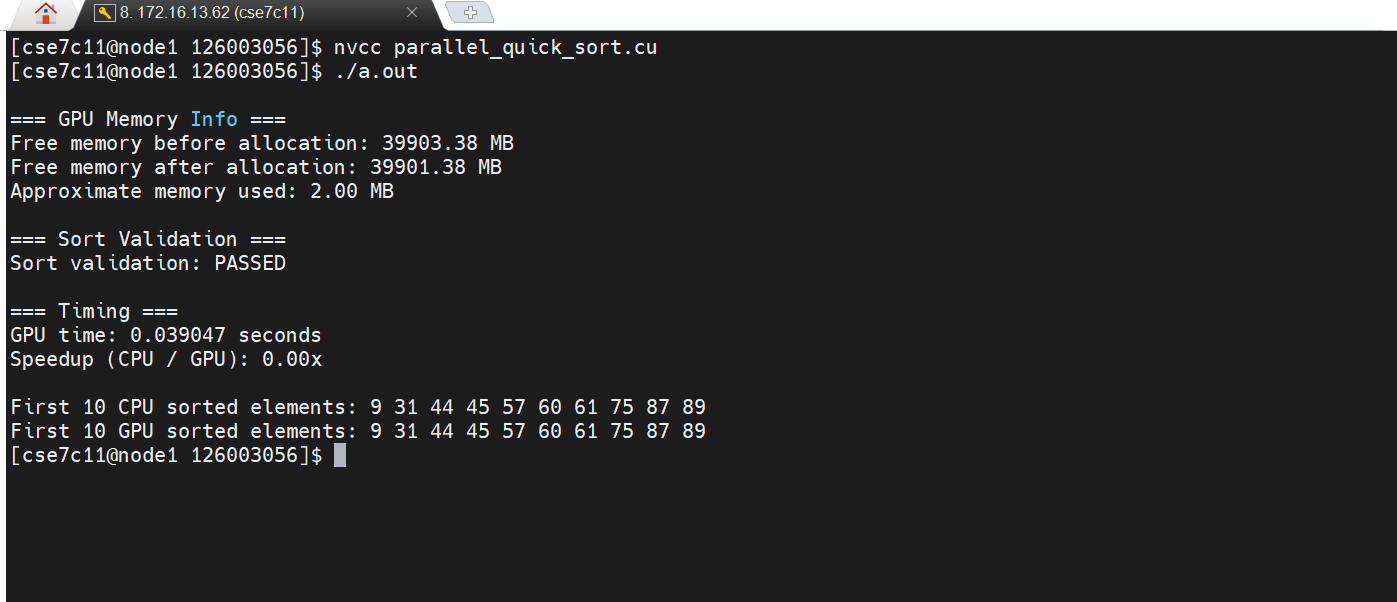 8. 172.16.13.62 (cse7c11)
[cse7c11@node1 126003056]$ nvcc parallel_quick_sort.cu
[cse7c11@node1 126003056]$ ./a.out
=== GPU Memory Info ===
Free memory before allocation: 39903.38 MB
Free memory after allocation: 39901.38 MB
Approximate memory used: 2.00 MB
=== Sort Validation ===
Sort validation: PASSED
=== Timing ===
GPU time: 0.039047 seconds
Speedup (CPU / GPU): 0.00x
First 10 CPU sorted elements: 9 31 44 45 57 60 61 75 87 89
First 10 GPU sorted elements: 9 31 44 45 57 60 61 75 87 89
[cse7c11@node1 126003056]$